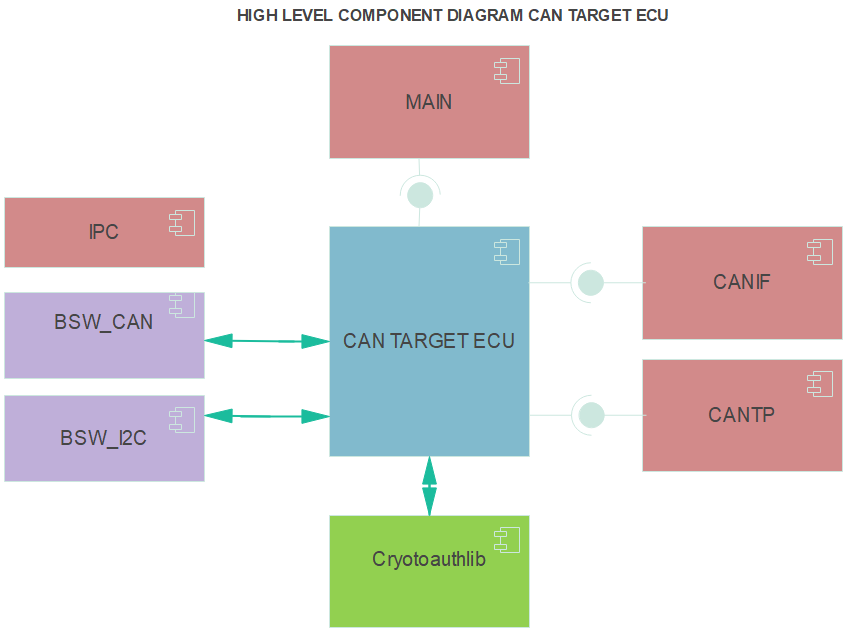 HIGH LEVEL COMPONENT DIAGRAM CAN TARGET ECU
MAIN
IPC
BSW_CAN
BSW_I2C
CAN TARGET ECU
CANIF
CANTP
Cryotoauthlib